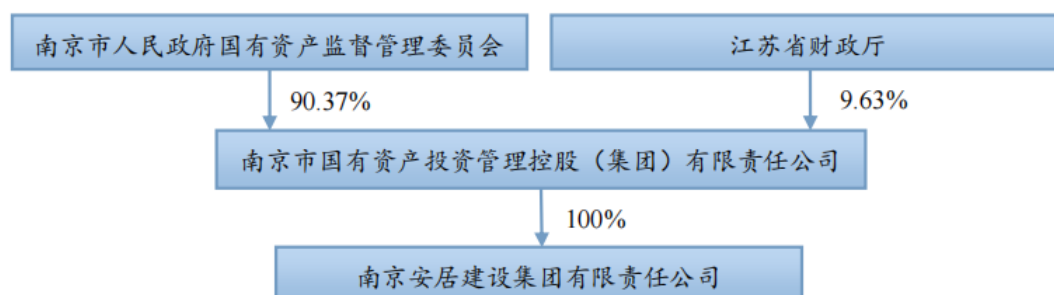 南京市人民政府国有资产监督管理委员会
江苏省财政厅
90.37%
9.63%
南京市国有资产投资管理控股（集团）有限责任公司
100%
南京安居建设集团有限责任公司